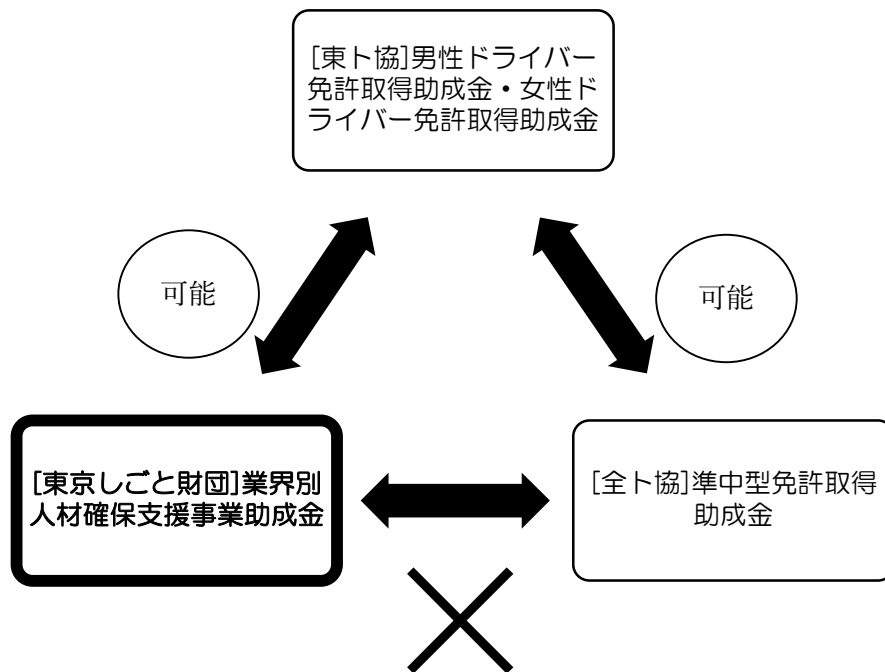 [東ト協]男性ドライバー
免許取得助成金・女性ド
ライバー免許取得助成金
可能
可能
[東京しごと財団]業界別
人材確保支援事業助成金
[全ト協]準中型免許取得
助成金